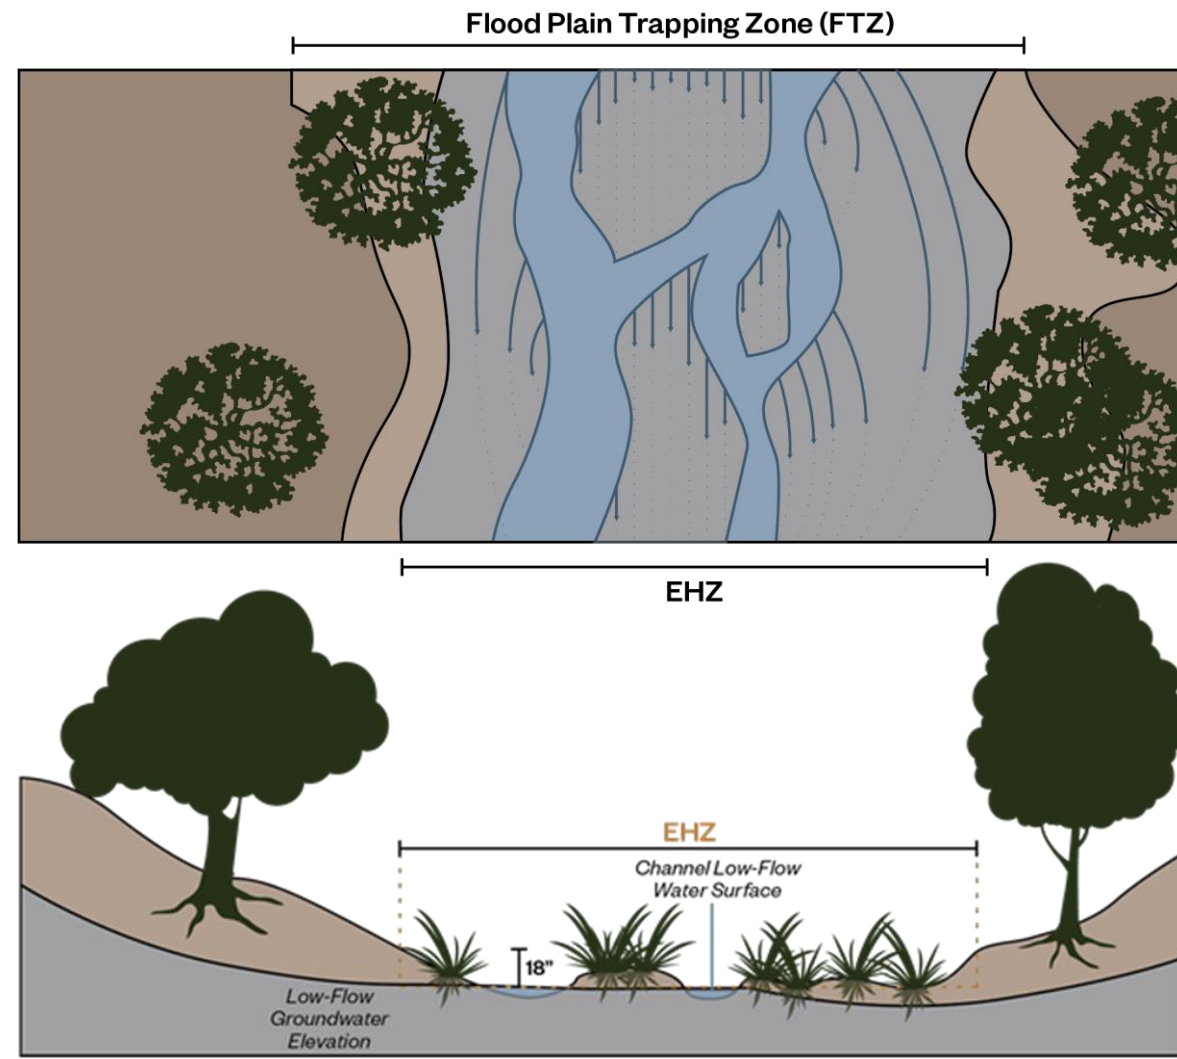 Flood Plain Trapping Zone (FTZ)
EHZ
EHZ
Channel Low-Flow
Water Surface
18”
Low-Flow
Groundwater
Elevation